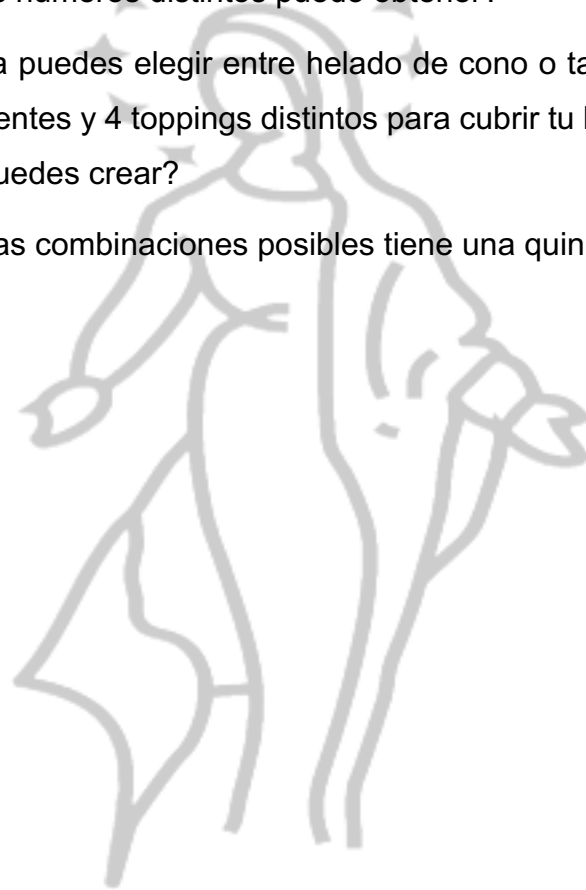 números distintos puede obtener?
a puedes elegir entre helado de cono o ta
entes y 4 toppings distintos para cubrir tu
uedes crear?
as combinaciones posibles tiene una quin